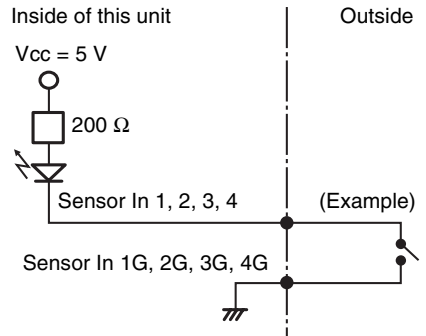 Inside of this unit
Outside
Vcc = 5 V
200 Ω
Sensor In 1, 2, 3, 4
(Example)
Sensor In 1G, 2G, 3G, 4G